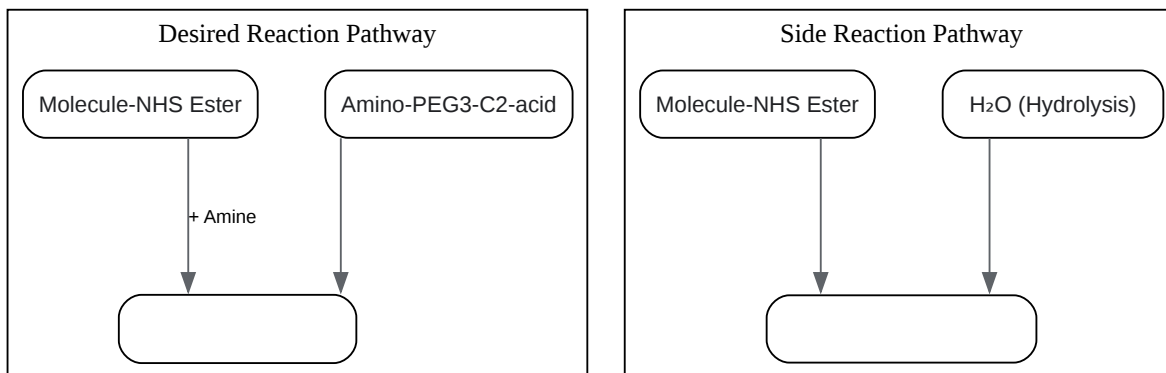 Desired Reaction Pathway
Molecule-NHS Ester
Amino-PEG3-C2-acid
+ Amine
Side Reaction Pathway
Molecule-NHS Ester
H₂O (Hydrolysis)